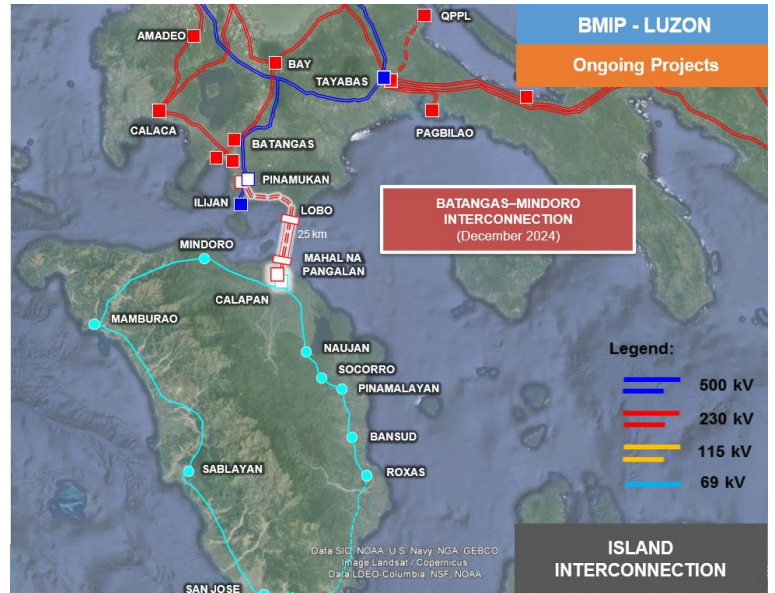 QPPL
BMIP - LUZON
AMADEO
Ongoing Projects
BAY
TAYABAS
CALACA
PAGBILAO
BATANGAS
PINAMUKAN
ILIJAN
LOBO
BATANGAS–MINDORO
INTERCONNECTION
(December 2024)
25 km
MINDORO
MAHAL NA
PANGALAN
CALAPAN
MAMBURAO
NAUJAN
Legend:
SOCORRO
PINAMALAYAN
500 kV
230 kV
BANSUD
115 kV
SABLAYAN
ROXAS
69 kV
Data SIO, NOAA, U.S. Navy, NGA, GEBCO
Image Landsat / Copernicus
Data LDEO-Columbia, NSF, NOAA
ISLAND
INTERCONNECTION
SAN JOSE